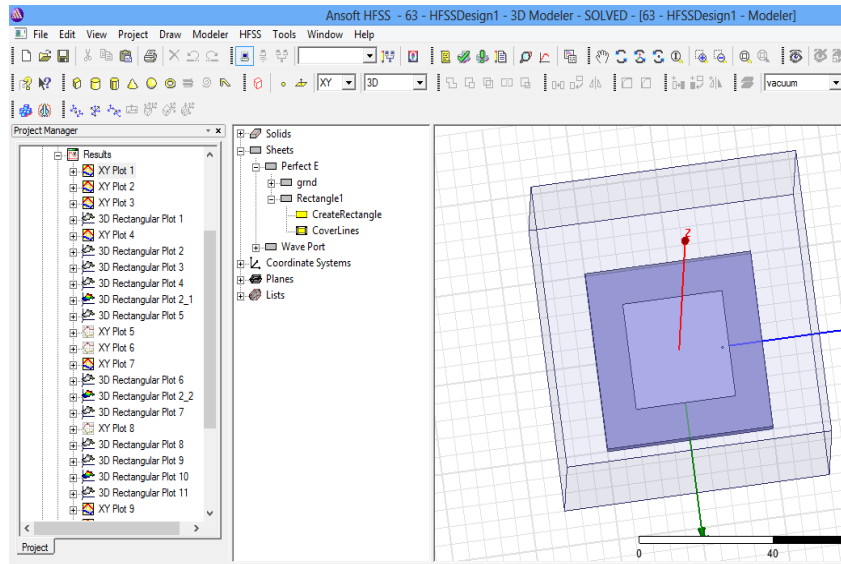 Ansoft HFSS - 63 - HFSSDesign1 - 3D Modeler - SOLVED - [63 - HFSSDesign1 - Modeler]
File Edit View Project Draw Modeler HFSS Tools Window Help
XY 3D vacuum
Project Manager
Results
XY Plot 1
XY Plot 2
XY Plot 3
3D Rectangular Plot 1
XY Plot 4
3D Rectangular Plot 2
3D Rectangular Plot 3
3D Rectangular Plot 4
3D Rectangular Plot 2_1
3D Rectangular Plot 5
XY Plot 5
XY Plot 6
XY Plot 7
3D Rectangular Plot 6
3D Rectangular Plot 2_2
3D Rectangular Plot 7
XY Plot 8
3D Rectangular Plot 8
3D Rectangular Plot 9
3D Rectangular Plot 10
3D Rectangular Plot 11
XY Plot 9
Project
Solids
Sheets
Perfect E
grnd
Rectangle1
CreateRectangle
CoverLines
Wave Port
Coordinate Systems
Planes
Lists
Z
0 40